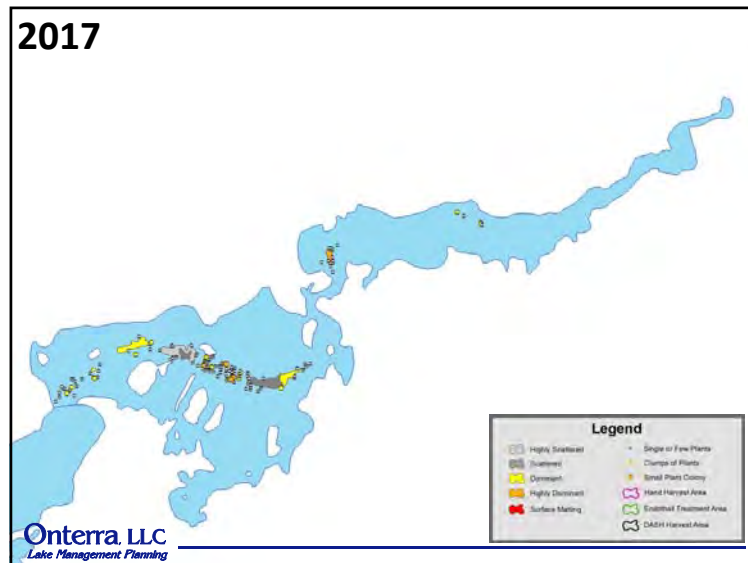 2017
Legend
Highly Scattered
Scattered
Dominant
Highly Dominant
Surface Matting
Single or Few Plants
Clumps of Plants
Small Plant Colony
Hand Harvest Area
Endothall Treatment Area
DASH Harvest Area
Onterra, LLC
Lake Management Planning